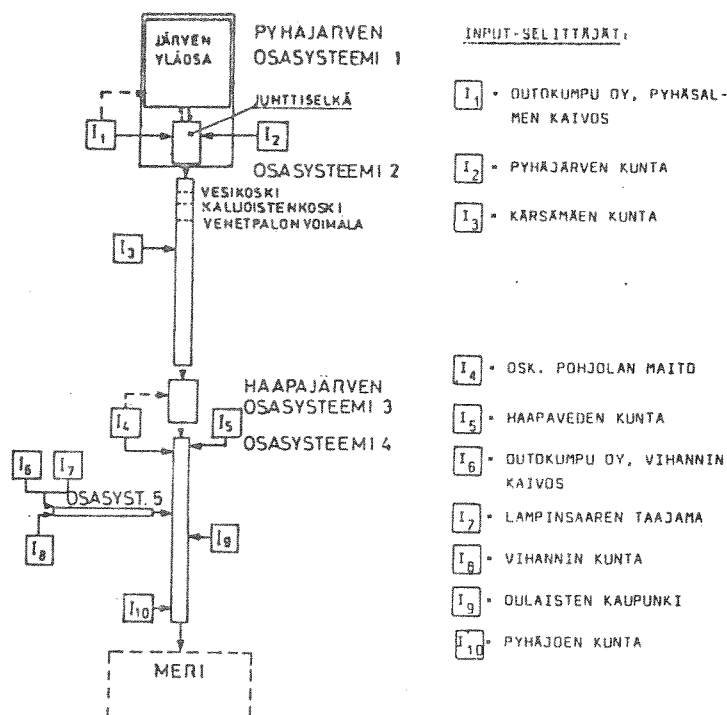 JÄRVEN
YLÄOSA
PYHÄJÄRVEN
OSASYSTEEMI 1
JUHTTISELKÄ
I1
I2
OSASYSTEEMI 2
VESIKOSKI
KALUOISTENKOSKI
VENETPALON VOIMALA
I3
HAAPAJÄRVEN
OSASYSTEEMI 3
I4
I5
OSASYSTEEMI 4
I6
I7
OSASYST. 5
I8
I9
I10
MERI
INPUT-SELITTÄJÄT:
I1 = OUTOKUMPU OY, PYHÄSAL-
MEN KAIVOS
I2 = PYHÄJÄRVEN KUNTA
I3 = KÄRSÄMÄEN KUNTA
I4 = OSK. POHJOLAN MAITO
I5 = HAAPAVEDEN KUNTA
I6 = OUTOKUMPU OY, VIHANNIN
KAIVOS
I7 = LAMPINSAAREN TAAJAMA
I8 = VIHANNIN KUNTA
I9 = OULAISTEN KAUPUNKI
I10 = PYHÄJOEN KUNTA